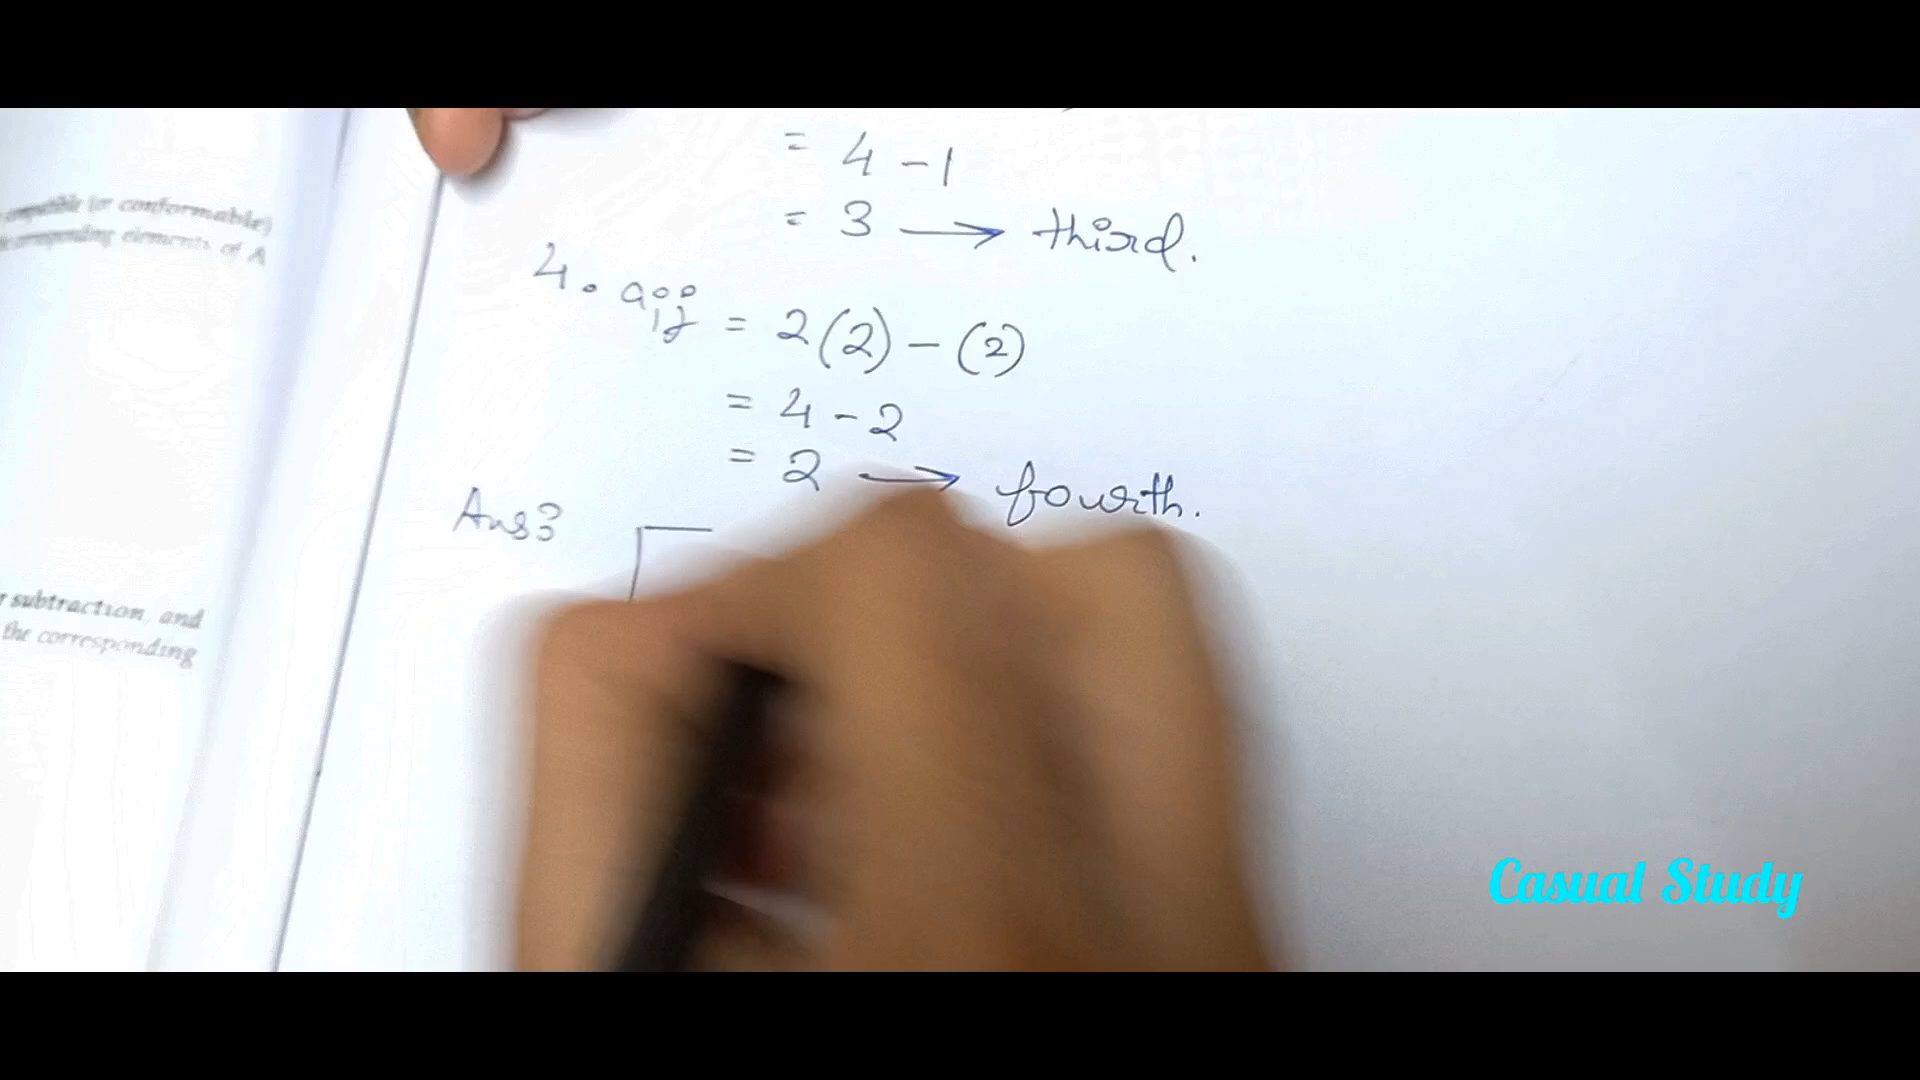 = 4 - 1
= 3 → third.
4. aij = 2(2) - (2)
= 4 - 2
= 2 → fourth.
Ans:
(or conformable)
corresponding elements of A
subtraction, and
the corresponding
Casual Study